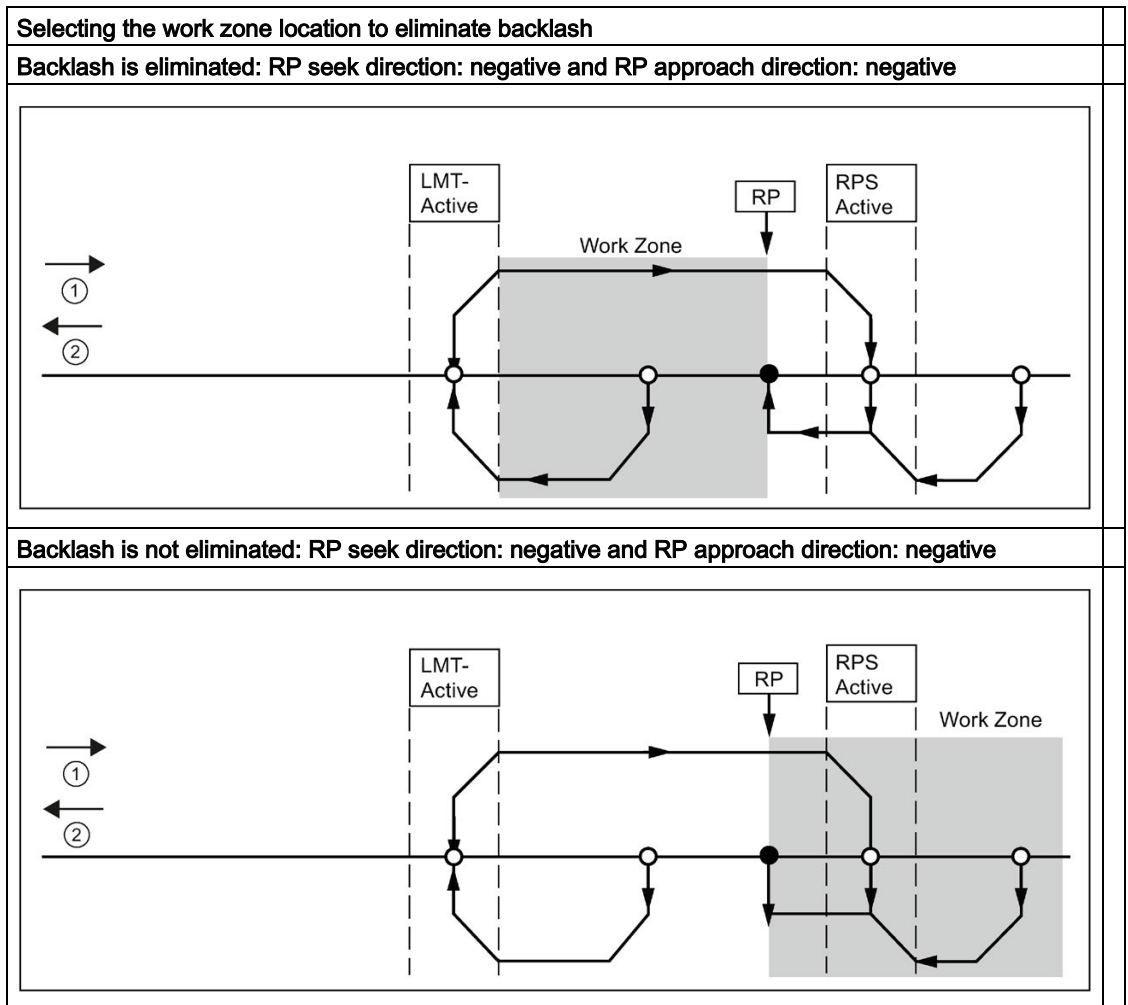 Selecting the work zone location to eliminate backlash
Backlash is eliminated: RP seek direction: negative and RP approach direction: negative
LMT-
Active
RP
RPS
Active
Work Zone
1
2
Backlash is not eliminated: RP seek direction: negative and RP approach direction: negative
LMT-
Active
RP
RPS
Active
Work Zone
1
2